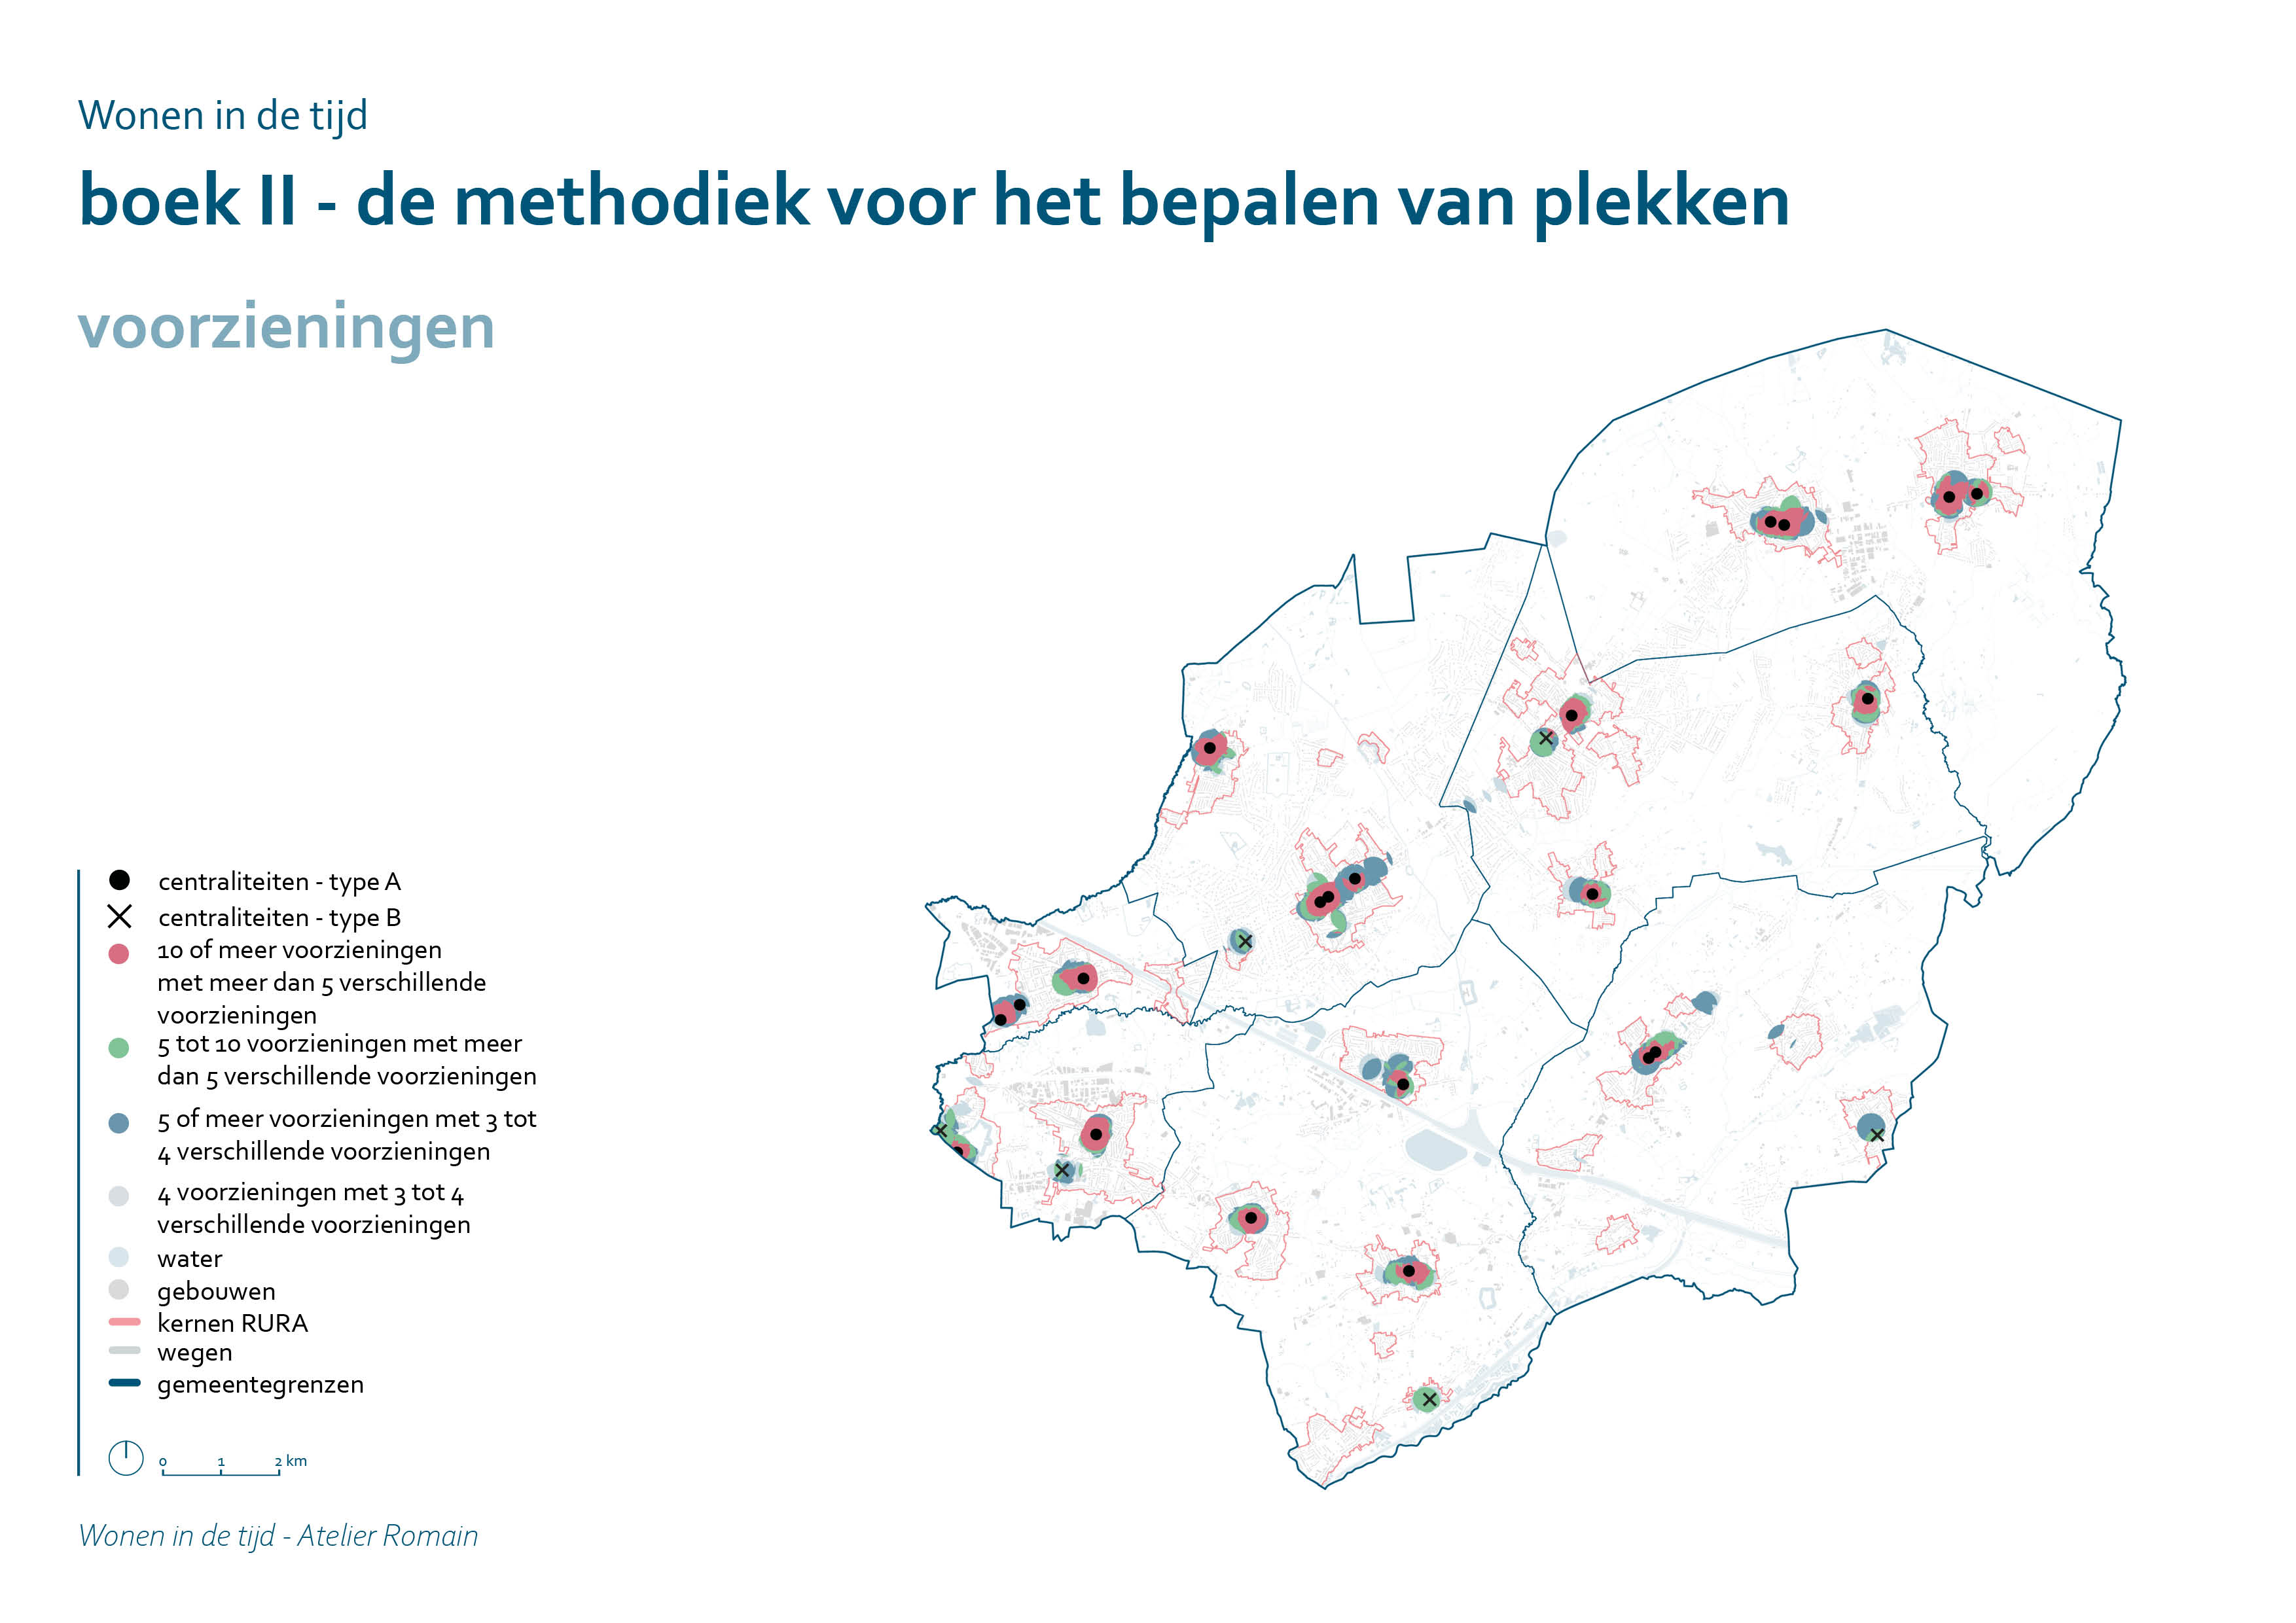 Wonen in de tijd
boek II - de methodiek voor het bepalen van plekken
voorzieningen
centraliteiten - type A
centraliteiten - type B
10 of meer voorzieningen
met meer dan 5 verschillende
voorzieningen
5 tot 10 voorzieningen met meer
dan 5 verschillende voorzieningen
5 of meer voorzieningen met 3 tot
4 verschillende voorzieningen
4 voorzieningen met 3 tot 4
verschillende voorzieningen
water
gebouwen
kernen RURA
wegen
gemeentegrenzen
0 1 2 km
Wonen in de tijd - Atelier Romain